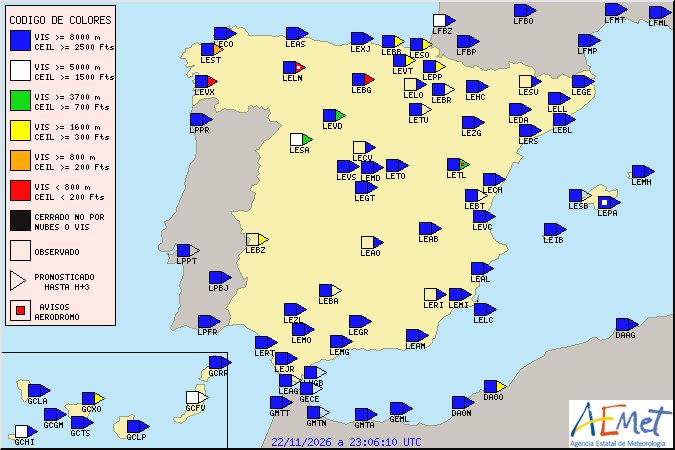 CODIGO DE COLORES
VIS >= 8000 m
CEIL >= 2500 Fts
VIS >= 5000 m
CEIL >= 1500 Fts
VIS >= 3700 m
CEIL >= 700 Fts
VIS >= 1600 m
CEIL >= 300 Fts
VIS >= 800 m
CEIL >= 200 Fts
VIS < 800 m
CEIL < 200 Fts
CERRADO NO POR
NUBES O VIS
OBSERVADO
PRONOSTICADO
HASTA H+3
AVISOS
AERODROMO
LFBZ
LFBO
LFMT
LFML
LECO
LEAS
LEXJ
LEBB
LESO
LFBP
LFMP
LEST
LEVT
LEPP
LELN
LEBG
LEVX
LELO
LEBR
LEHC
LESU
LEGE
LELL
LPPR
LEVD
LETU
LEZG
LEDA
LEBL
LERS
LESA
LECV
LEVS
LEMD
LETO
LETL
LEGT
LECH
LEMH
LEBT
LESB
LEPA
LEVC
LEAB
LEIB
LEBZ
LEAO
LPPT
LEAL
LPBJ
LEBA
LERI
LEMI
LEZL
LELC
LPFR
LEGR
LEMO
LEAM
DAAG
LERT
LEMG
LEJR
GCRR
LEAG
LXGB
GECE
DAOO
GCLA
GCXO
GCFV
GMTT
GMTN
GEML
DAON
GMTA
GCGM
GCTS
GCLP
GCHI
22/11/2026 a 23:06:10 UTC
AEMet
Agencia Estatal de Meteorología